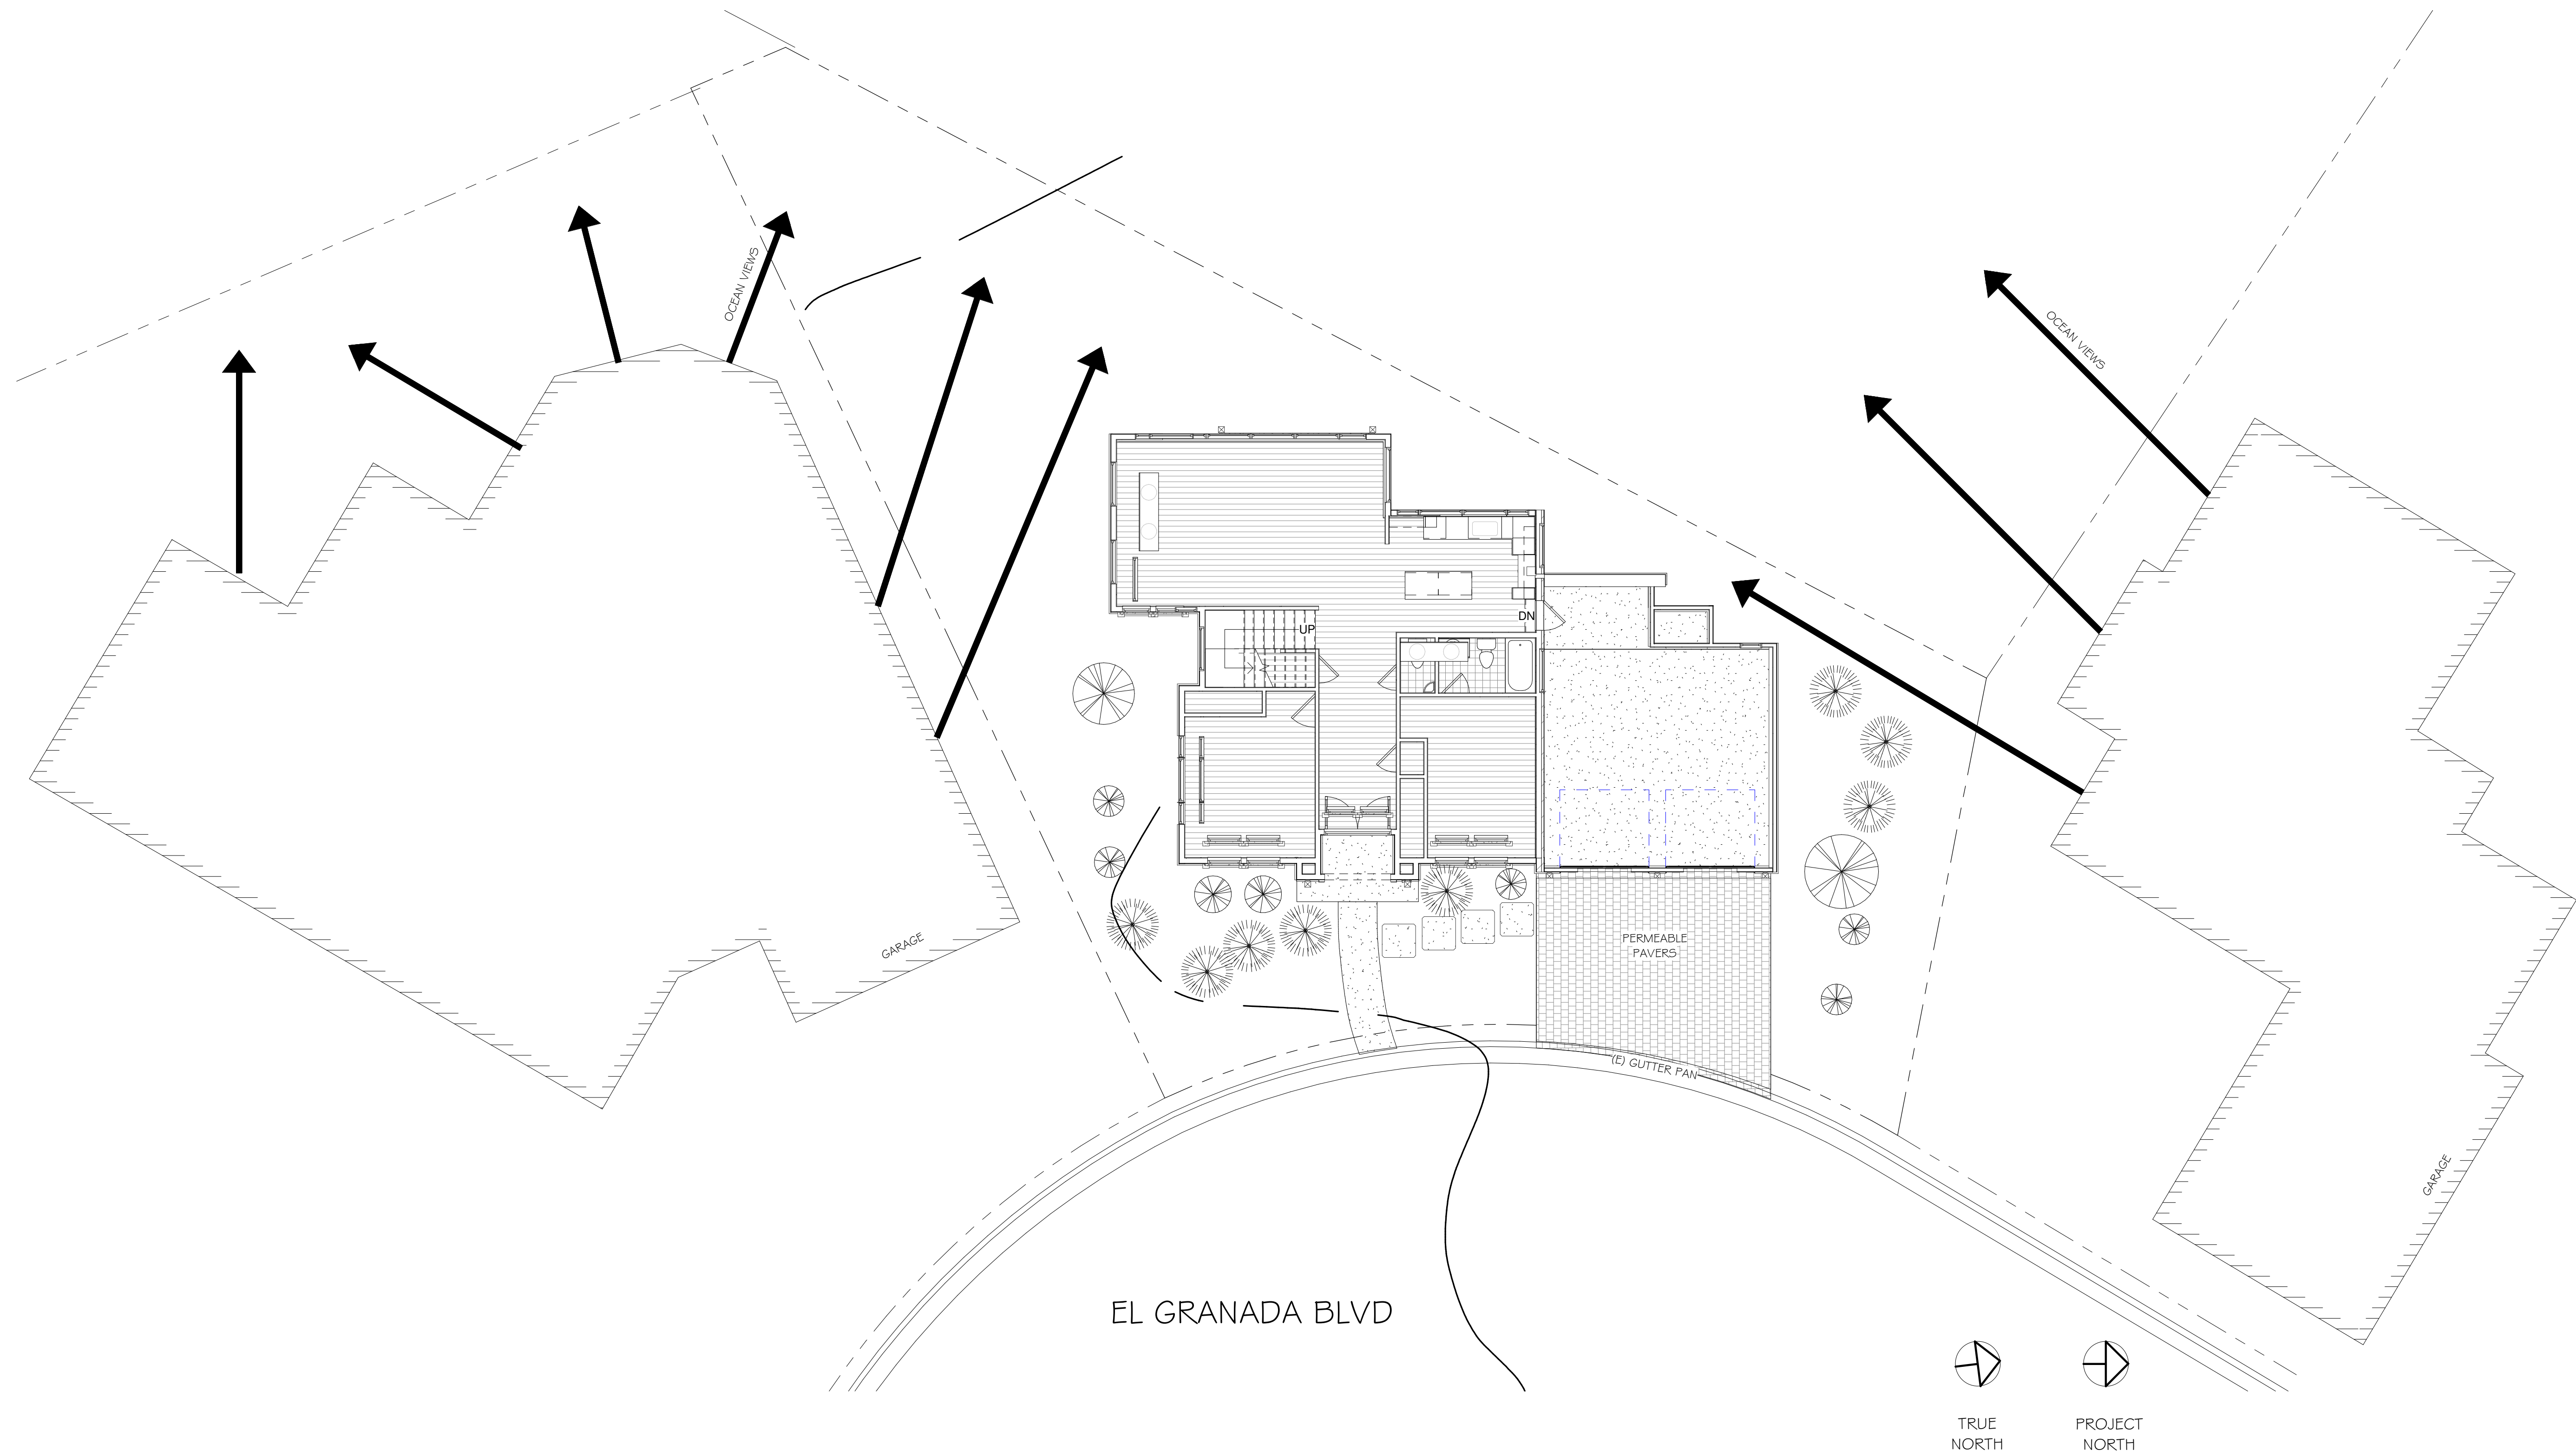 OCEAN VIEWS
OCEAN VIEWS
UP
DN
GARAGE
PERMEABLE
PAVERS
(E) GUTTER PAN
GARAGE
EL GRANADA BLVD
TRUE
NORTH
PROJECT
NORTH